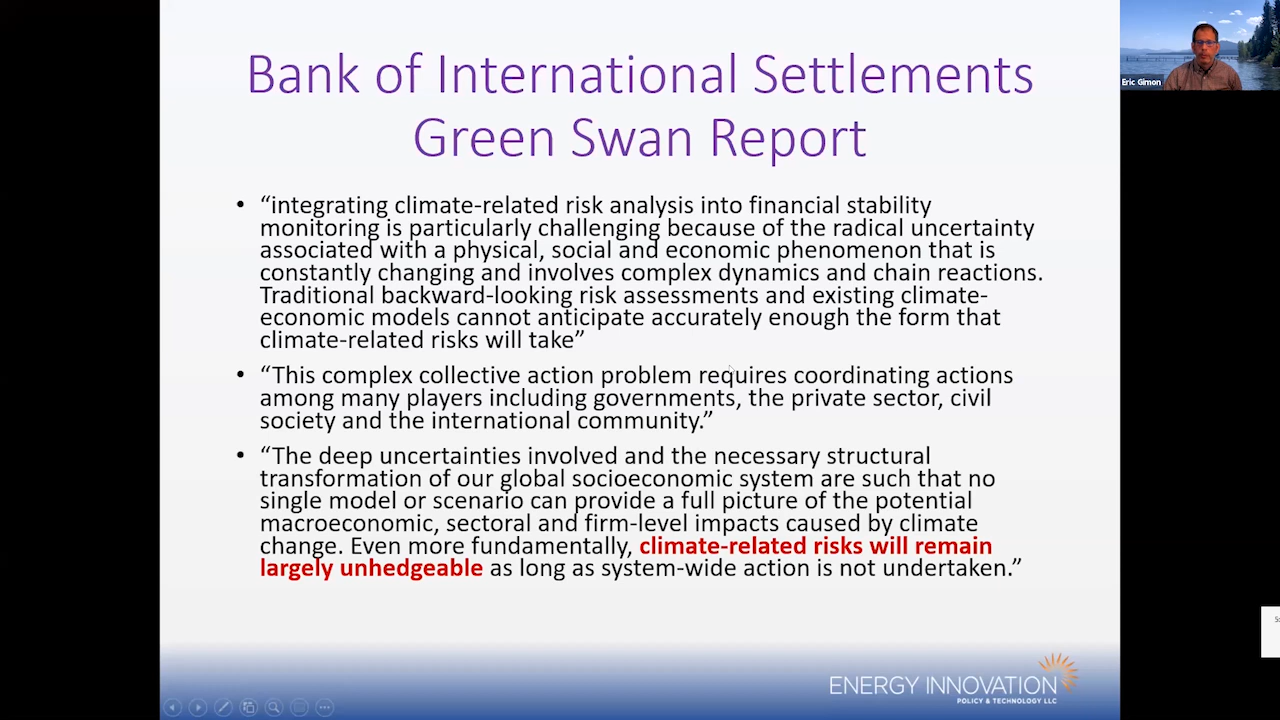 Bank of International Settlements
Green Swan Report
Eric Gimon
• “integrating climate-related risk analysis into financial stability
monitoring is particularly challenging because of the radical uncertainty
associated with a physical, social and economic phenomenon that is
constantly changing and involves complex dynamics and chain reactions.
Traditional backward-looking risk assessments and existing climate-
economic models cannot anticipate accurately enough the form that
climate-related risks will take”
• “This complex collective action problem requires coordinating actions
among many players including governments, the private sector, civil
society and the international community.”
• “The deep uncertainties involved and the necessary structural
transformation of our global socioeconomic system are such that no
single model or scenario can provide a full picture of the potential
macroeconomic, sectoral and firm-level impacts caused by climate
change. Even more fundamentally, climate-related risks will remain
largely unhedgeable as long as system-wide action is not undertaken.”
ENERGY INNOVATION
POLICY & TECHNOLOGY LLC